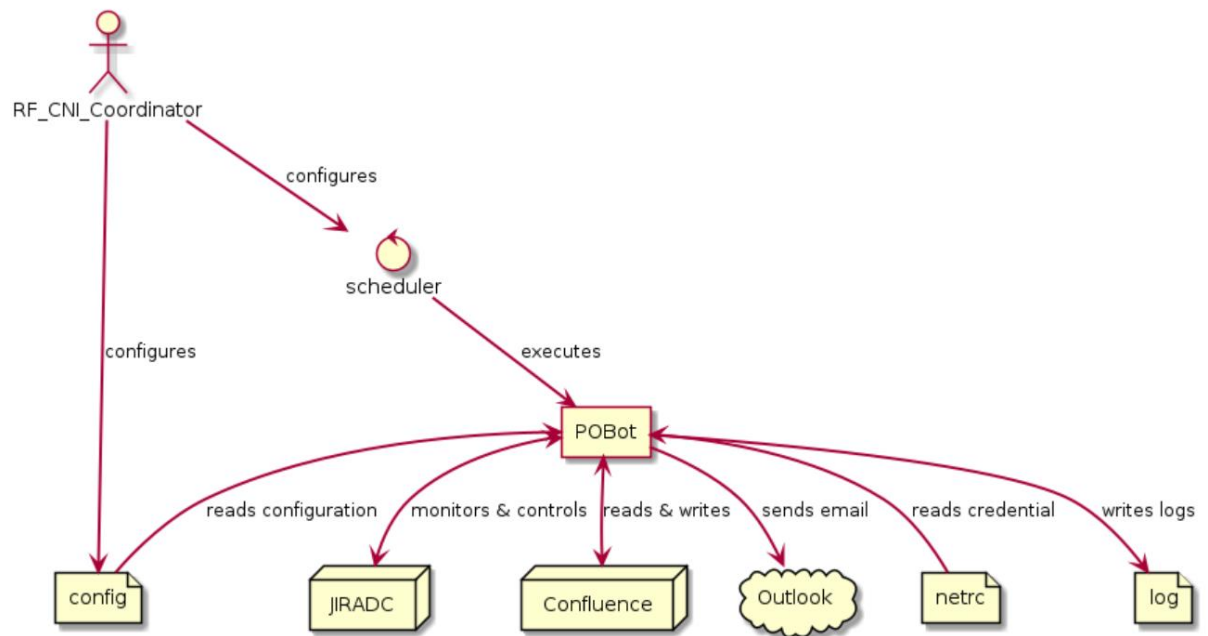 RF_CNI_Coordinator
configures
scheduler
configures
executes
POBot
reads configuration
monitors & controls
reads & writes
sends email
reads credential
writes logs
config
JIRADC
Confluence
Outlook
netrc
log